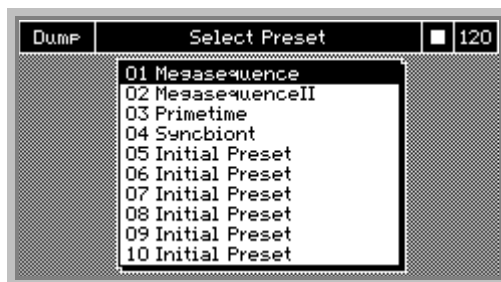 Dump Select Preset 120
01 Megasequence
02 MegasequenceII
03 Primetime
04 Syncbiont
05 Initial Preset
06 Initial Preset
07 Initial Preset
08 Initial Preset
09 Initial Preset
10 Initial Preset